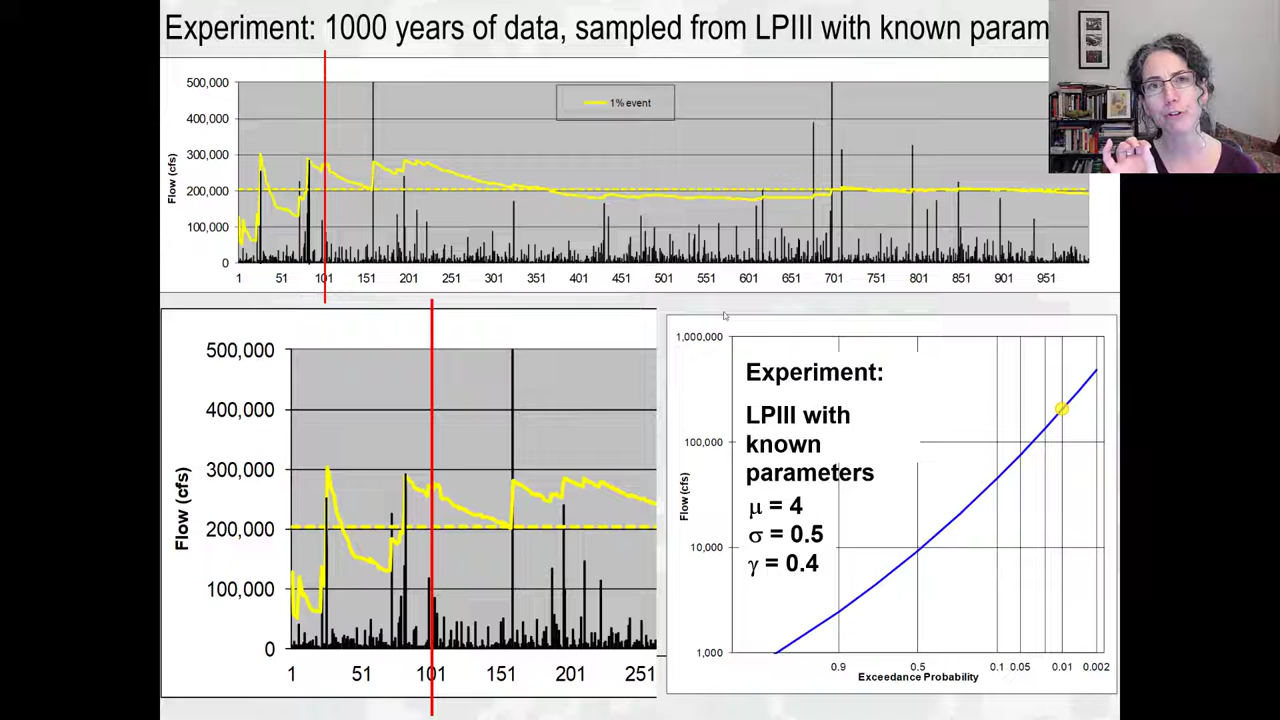 Experiment: 1000 years of data, sampled from LPIII with known param
500,000
400,000
300,000
200,000
100,000
0
Flow (cfs)
1% event
1 51 101 151 201 251 301 351 401 451 501 551 601 651 701 751 801 851 901 951
500,000
400,000
300,000
200,000
100,000
0
Flow (cfs)
1 51 101 151 201 251
1,000,000
100,000
10,000
1,000
Flow (cfs)
Experiment:
LPIII with
known
parameters
μ = 4
σ = 0.5
γ = 0.4
0.9 0.5 0.1 0.05 0.01 0.002
Exceedance Probability